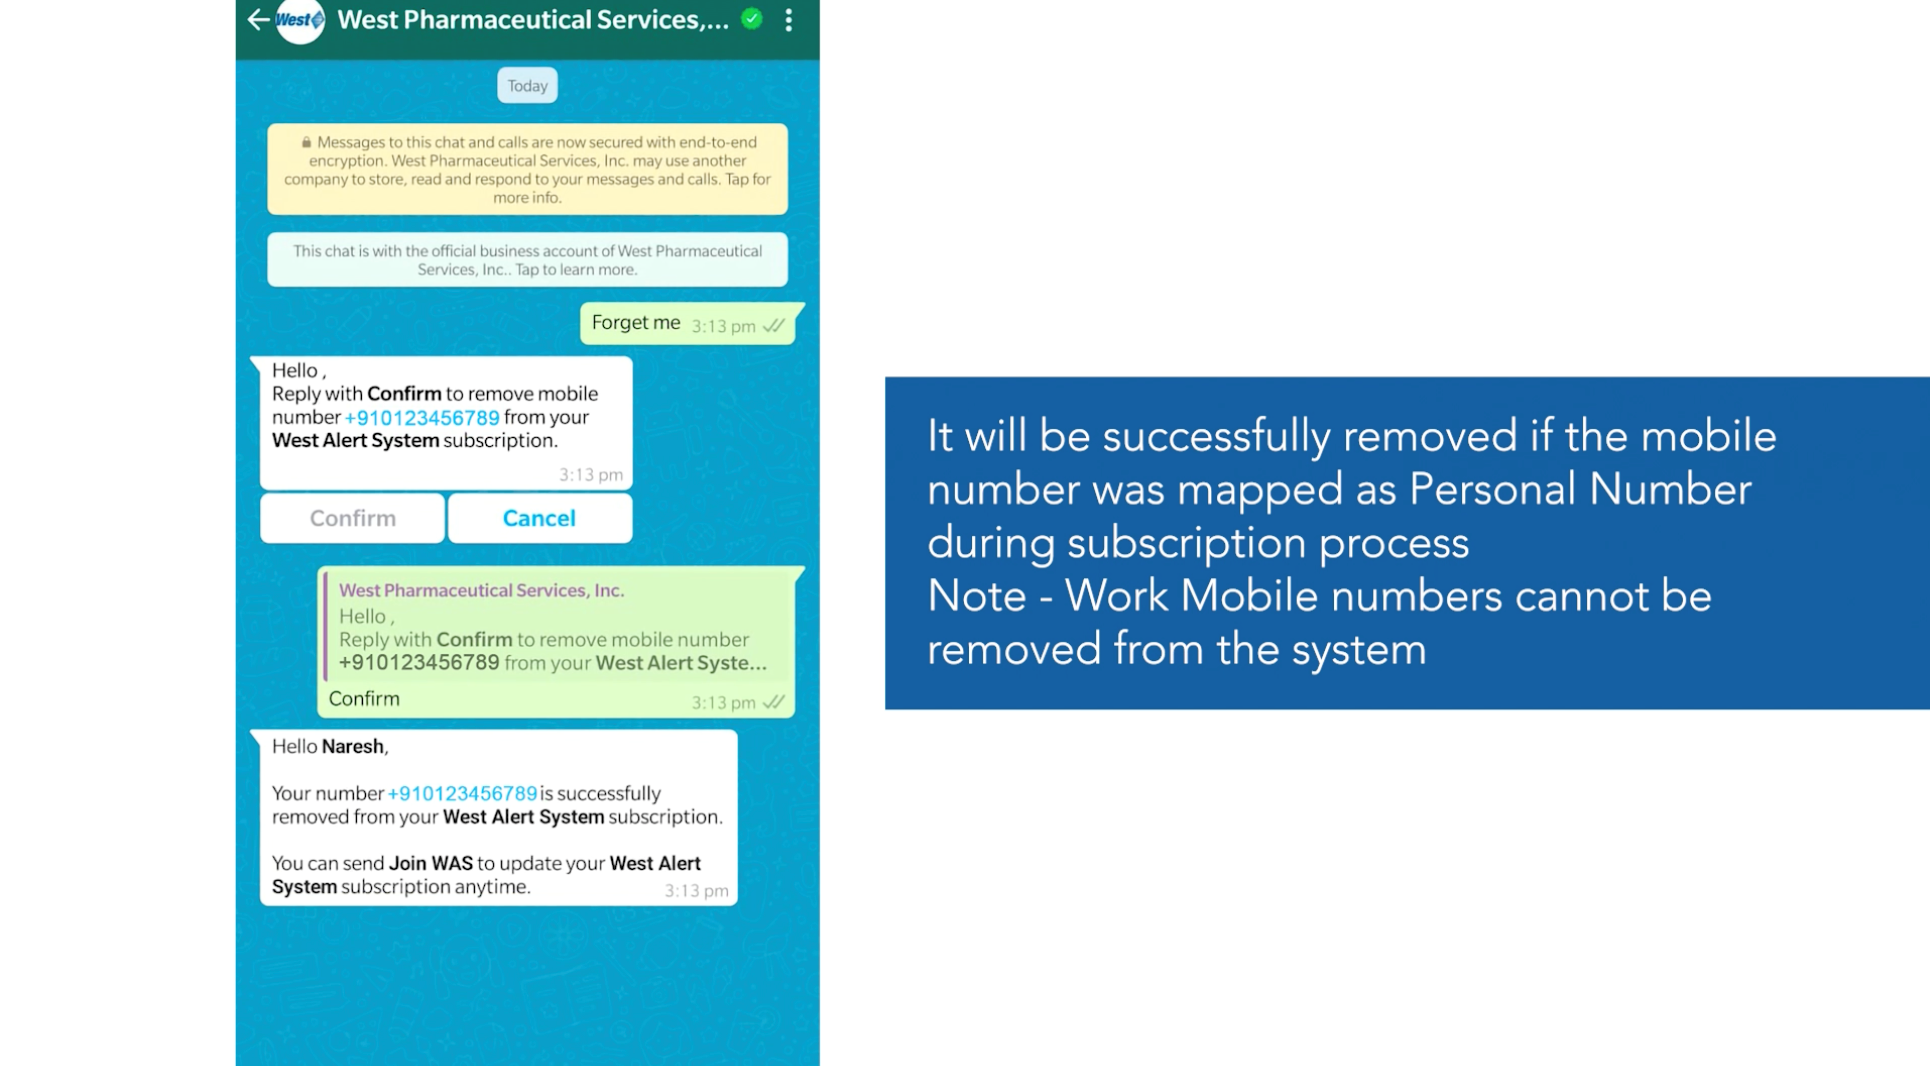 West
West Pharmaceutical Services,...
Today
Messages to this chat and calls are now secured with end-to-end
encryption. West Pharmaceutical Services, Inc. may use another
company to store, read and respond to your messages and calls. Tap for
more info.
This chat is with the official business account of West Pharmaceutical
Services, Inc.. Tap to learn more.
Forget me 3:13 pm
Hello ,
Reply with Confirm to remove mobile
number +910123456789 from your
West Alert System subscription.
3:13 pm
Confirm Cancel
West Pharmaceutical Services, Inc.
Hello ,
Reply with Confirm to remove mobile number
+910123456789 from your West Alert Syste...
Confirm 3:13 pm
Hello Naresh,
Your number +910123456789 is successfully
removed from your West Alert System subscription.
You can send Join WAS to update your West Alert
System subscription anytime. 3:13 pm
It will be successfully removed if the mobile
number was mapped as Personal Number
during subscription process
Note - Work Mobile numbers cannot be
removed from the system